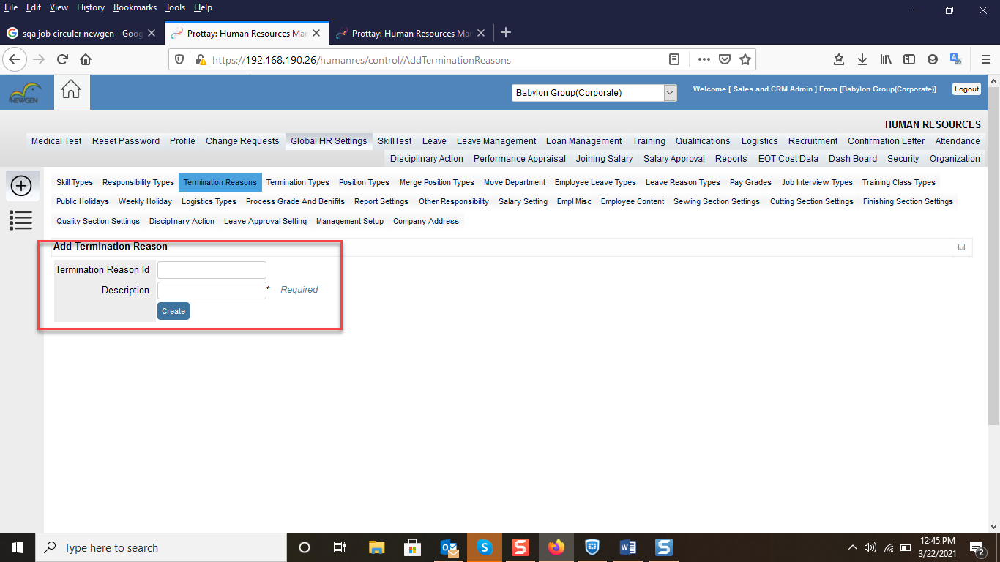 File Edit View History Bookmarks Tools Help
sqa job circuler newgen - Goog
Prottay: Human Resources Man
Prottay: Human Resources Man
https://192.168.190.26/humanres/control/AddTerminationReasons
NEWGEN
Babylon Group(Corporate)
Welcome [ Sales and CRM Admin ] From [Babylon Group(Corporate)]
Logout
HUMAN RESOURCES
Medical Test Reset Password Profile Change Requests Global HR Settings SkillTest Leave Leave Management Loan Management Training Qualifications Logistics Recruitment Confirmation Letter Attendance
Disciplinary Action Performance Appraisal Joining Salary Salary Approval Reports EOT Cost Data Dash Board Security Organization
Skill Types Responsibility Types Termination Reasons Termination Types Position Types Merge Position Types Move Department Employee Leave Types Leave Reason Types Pay Grades Job Interview Types Training Class Types
Public Holidays Weekly Holiday Logistics Types Process Grade And Benifits Report Settings Other Responsibility Salary Setting Empl Misc Employee Content Sewing Section Settings Cutting Section Settings Finishing Section Settings
Quality Section Settings Disciplinary Action Leave Approval Setting Management Setup Company Address
Add Termination Reason
Termination Reason Id
Description * Required
Create
Type here to search
12:45 PM
3/22/2021
2